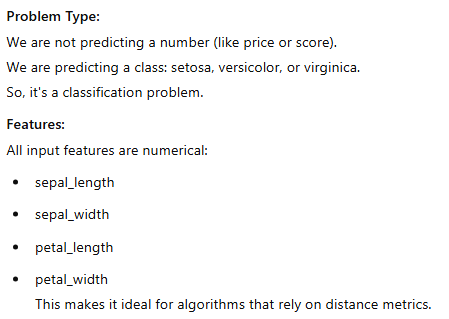 Problem Type:
We are not predicting a number (like price or score).
We are predicting a class: setosa, versicolor, or virginica.
So, it's a classification problem.
Features:
All input features are numerical:
• sepal_length
• sepal_width
• petal_length
• petal_width
This makes it ideal for algorithms that rely on distance metrics.